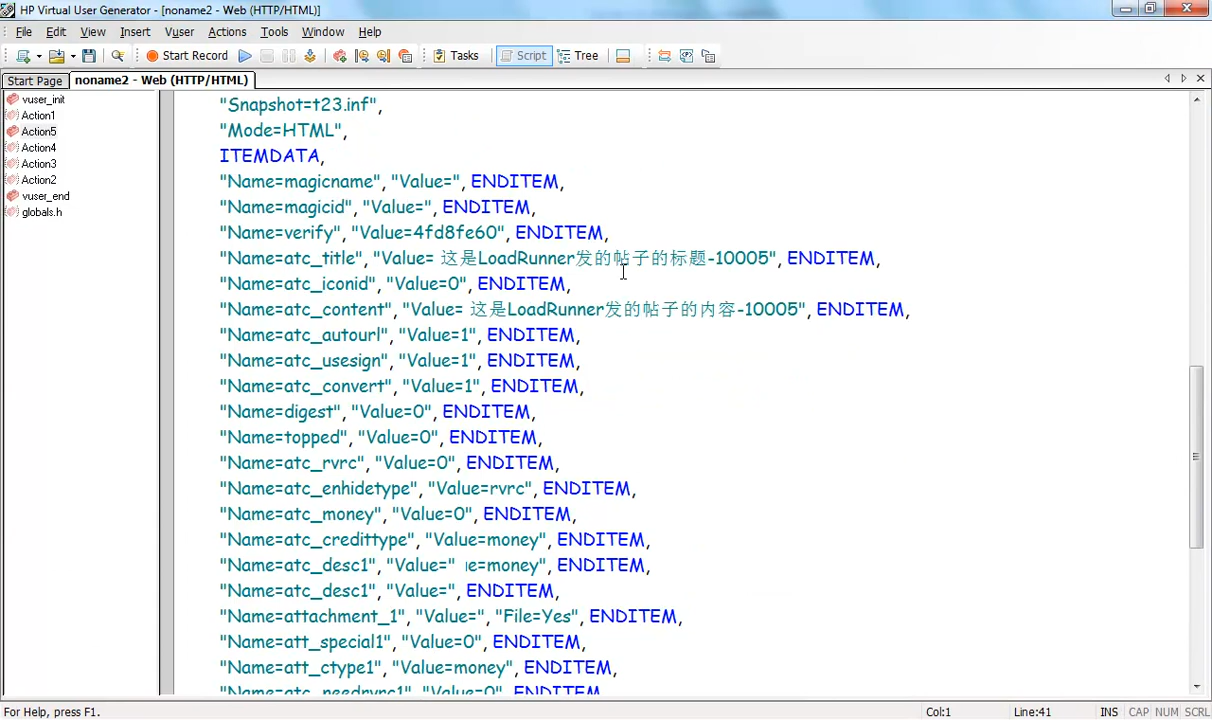 HP Virtual User Generator - [noname2 - Web (HTTP/HTML)]
File Edit View Insert Vuser Actions Tools Window Help
Start Record Tasks Script Tree
Start Page noname2 - Web (HTTP/HTML)
vuser_init
Action1
Action5
Action4
Action3
Action2
vuser_end
globals.h
"Snapshot=t23.inf",
"Mode=HTML",
ITEMDATA,
"Name=magicname", "Value=", ENDITEM,
"Name=magicid", "Value=", ENDITEM,
"Name=verify", "Value=4fd8fe60", ENDITEM,
"Name=atc_title", "Value= 这是LoadRunner发的帖子的标题-10005", ENDITEM,
"Name=atc_iconid", "Value=0", ENDITEM,
"Name=atc_content", "Value= 这是LoadRunner发的帖子的内容-10005", ENDITEM,
"Name=atc_autourl", "Value=1", ENDITEM,
"Name=atc_usesign", "Value=1", ENDITEM,
"Name=atc_convert", "Value=1", ENDITEM,
"Name=digest", "Value=0", ENDITEM,
"Name=topped", "Value=0", ENDITEM,
"Name=atc_rvrc", "Value=0", ENDITEM,
"Name=atc_enhidetype", "Value=rvrc", ENDITEM,
"Name=atc_money", "Value=0", ENDITEM,
"Name=atc_credittype", "Value=money", ENDITEM,
"Name=atc_desc1", "Value=" e=money", ENDITEM,
"Name=atc_desc1", "Value=", ENDITEM,
"Name=attachment_1", "Value=", "File=Yes", ENDITEM,
"Name=att_special1", "Value=0", ENDITEM,
"Name=att_ctype1", "Value=money", ENDITEM,
"Name=atc_needrvrc1", "Value=0", ENDITEM,
For Help, press F1.
Col:1 Line:41 INS CAP NUM SCRL